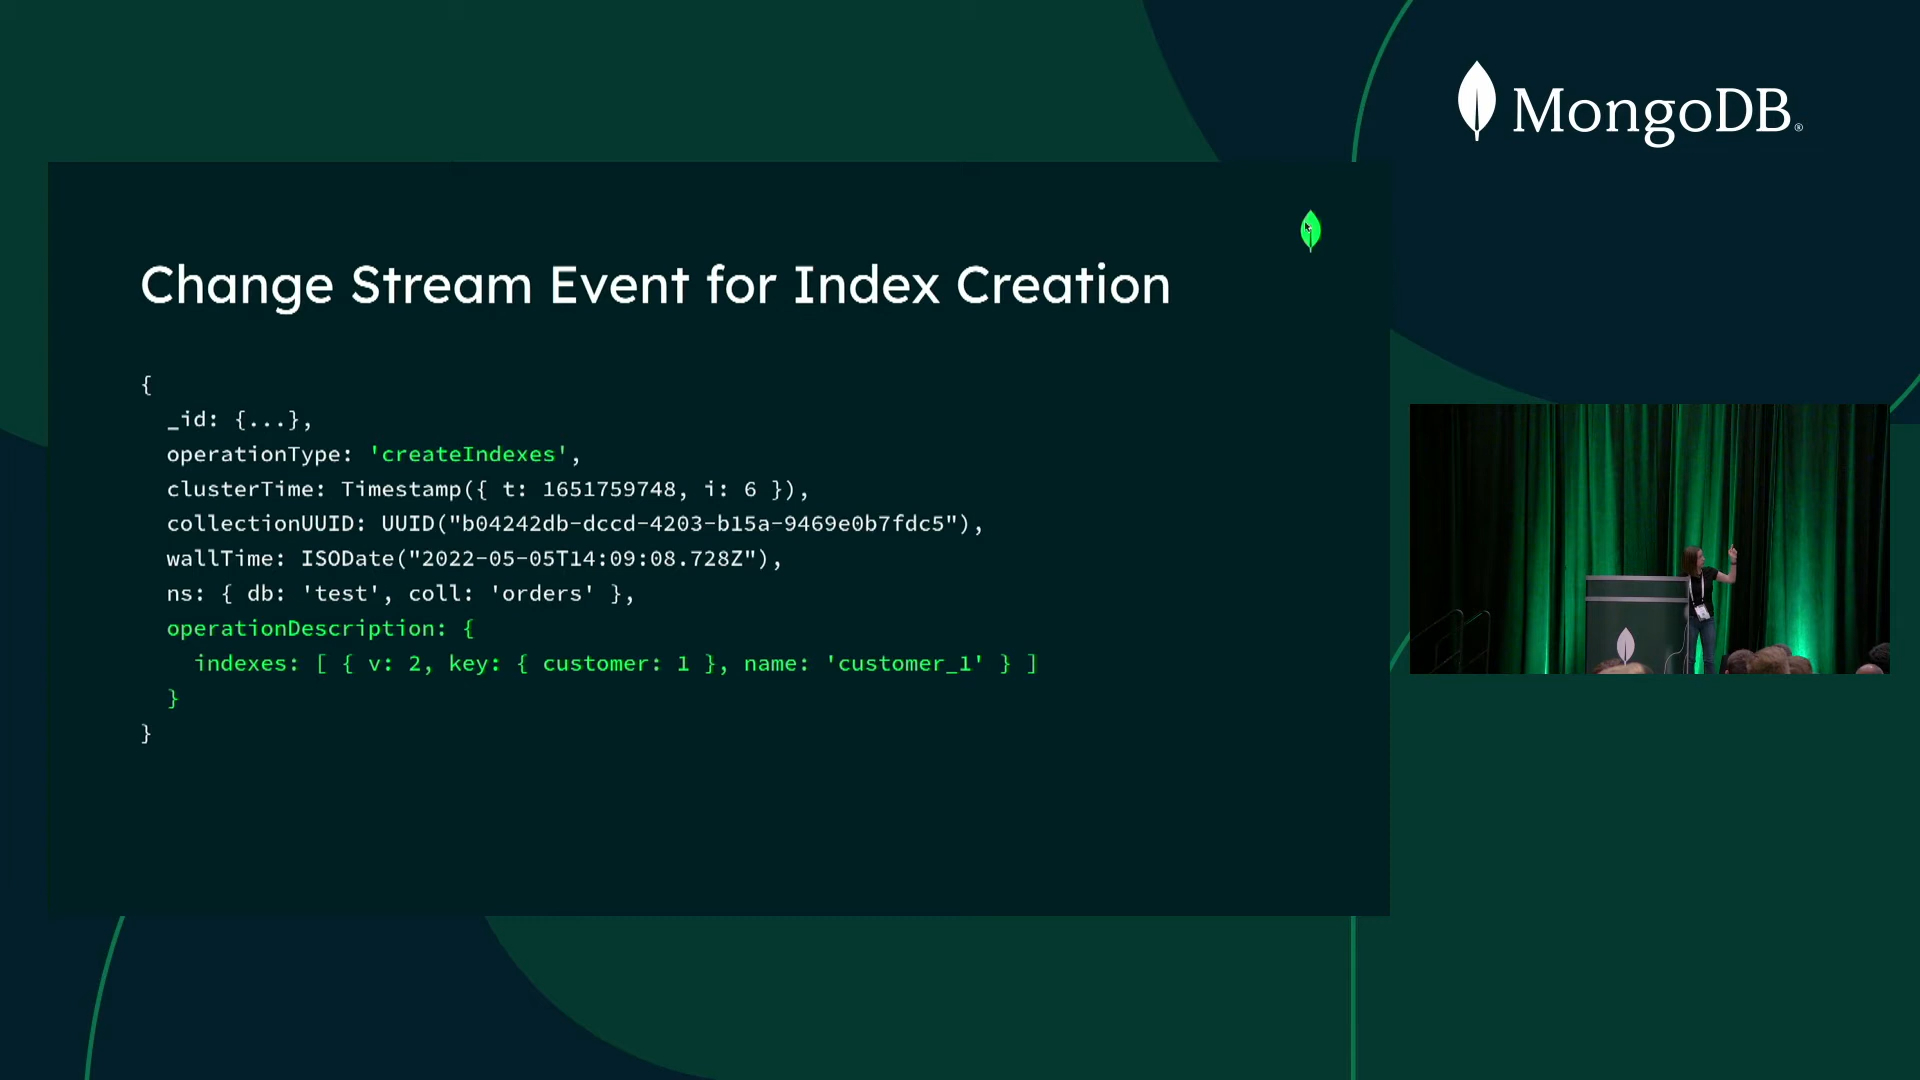 MongoDB®
Change Stream Event for Index Creation
{
_id: {...},
operationType: 'createIndexes',
clusterTime: Timestamp({ t: 1651759748, i: 6 }),
collectionUUID: UUID("b04242db-dccd-4203-b15a-9469e0b7fdc5"),
wallTime: ISODate("2022-05-05T14:09:08.728Z"),
ns: { db: 'test', coll: 'orders' },
operationDescription: {
indexes: [ { v: 2, key: { customer: 1 }, name: 'customer_1' } ]
}
}